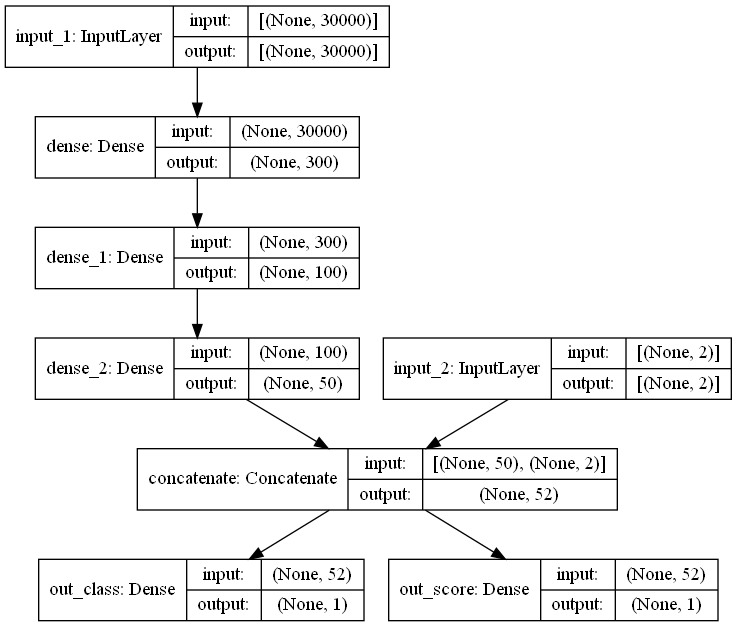 input_1: InputLayer
input: [(None, 30000)]
output: [(None, 30000)]
dense: Dense
input: (None, 30000)
output: (None, 300)
dense_1: Dense
input: (None, 300)
output: (None, 100)
dense_2: Dense
input: (None, 100)
output: (None, 50)
input_2: InputLayer
input: [(None, 2)]
output: [(None, 2)]
concatenate: Concatenate
input: [(None, 50), (None, 2)]
output: (None, 52)
out_class: Dense
input: (None, 52)
output: (None, 1)
out_score: Dense
input: (None, 52)
output: (None, 1)